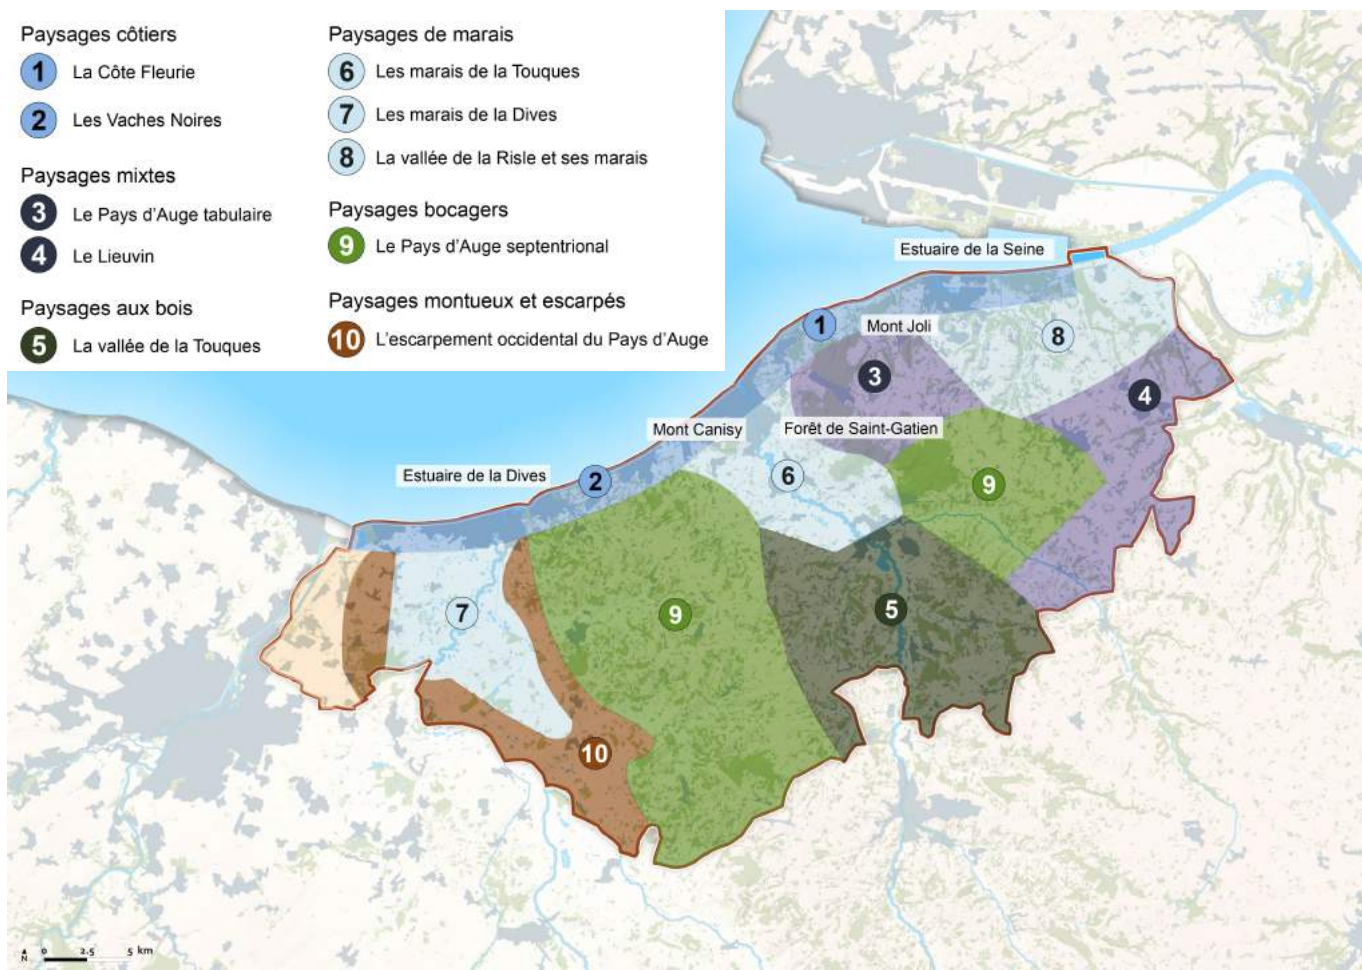 Paysages côtiers
1 La Côte Fleurie
2 Les Vaches Noires
Paysages mixtes
3 Le Pays d'Auge tabulaire
4 Le Lieuvin
Paysages aux bois
5 La vallée de la Touques
Paysages de marais
6 Les marais de la Touques
7 Les marais de la Dives
8 La vallée de la Risle et ses marais
Paysages bocagers
9 Le Pays d'Auge septentrional
Paysages montueux et escarpés
10 L'escarpement occidental du Pays d'Auge
Estuaire de la Seine
1
Mont Joli
8
3
4
Mont Canisy
Forêt de Saint-Gatien
Estuaire de la Dives
2
6
9
7
9
5
10
N
0 2.5 5 km